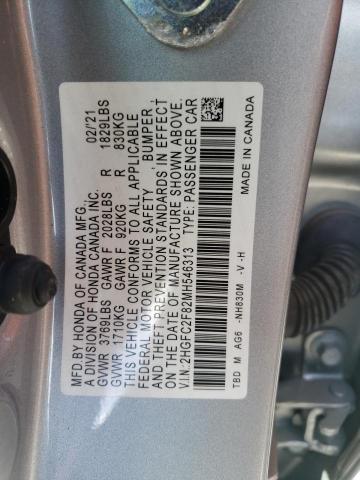 MFD. BY HONDA OF CANADA MFG. 02/'21
A DIVISION OF HONDA CANADA INC.
GVWR 3769LBS GAWR F 2028LBS R 1829LBS
GVWR 1710KG GAWR F 920KG R 830KG
THIS VEHICLE CONFORMS TO ALL APPLICABLE
FEDERAL MOTOR VEHICLE SAFETY BUMPER,
AND THEFT PREVENTION STANDARDS IN EFFECT
ON THE DATE OF MANUFACTURE SHOWN ABOVE.
V.I.N: 2HGFC2F82MH546313 TYPE: PASSENGER CAR
TBD M AG6 -NH830M -V -H MADE IN CANADA